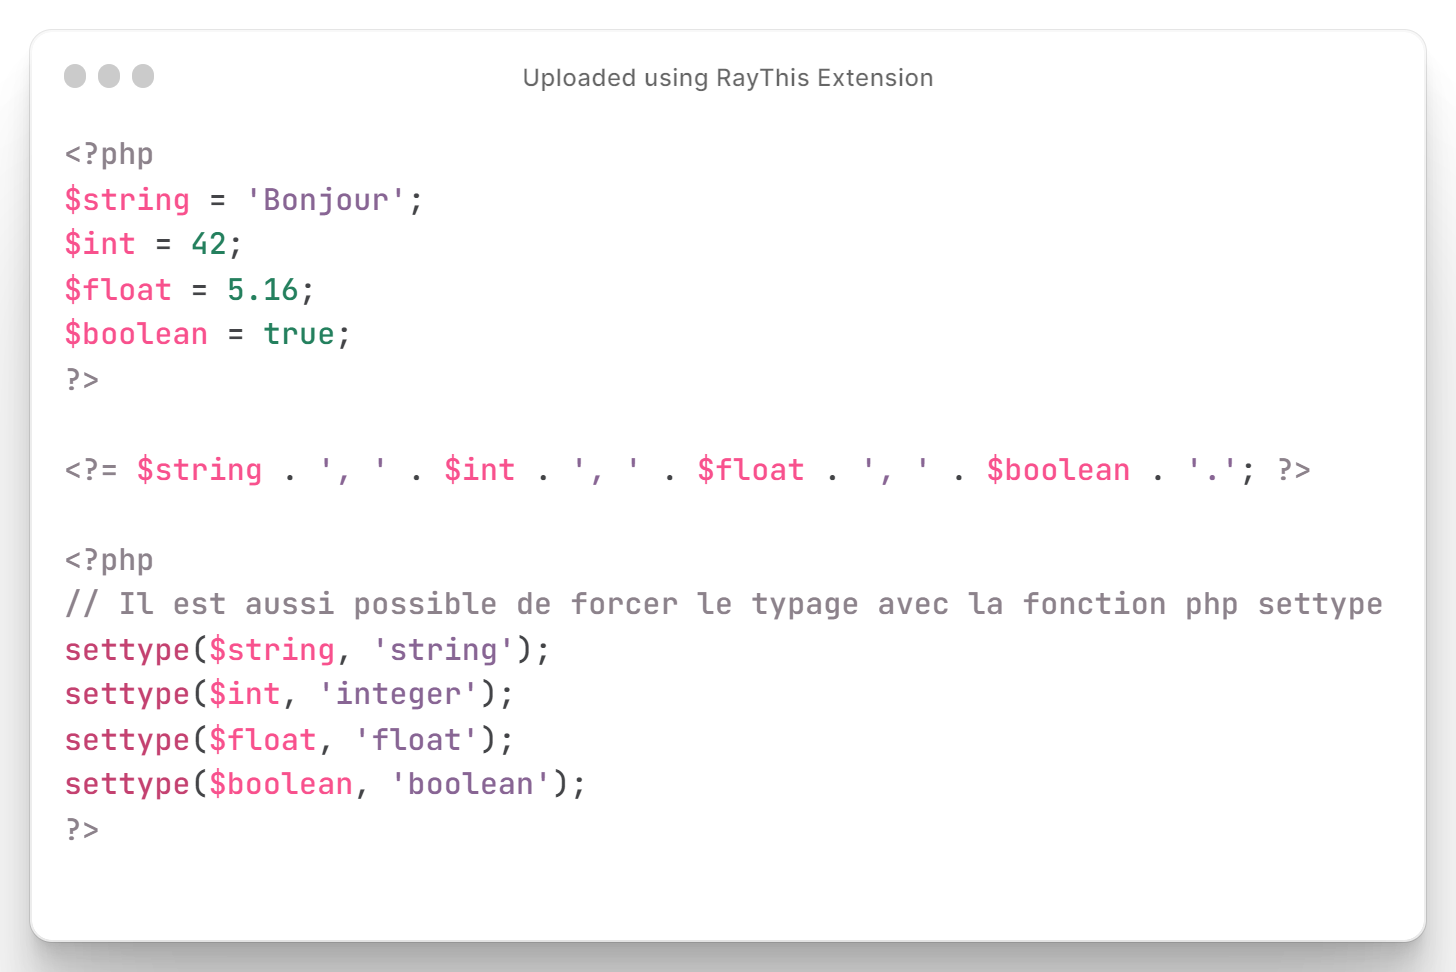 Uploaded using RayThis Extension
<?php
$string = 'Bonjour';
$int = 42;
$float = 5.16;
$boolean = true;
?>
<?= $string . ', ' . $int . ', ' . $float . ', ' . $boolean . '.'; ?>
<?php
// Il est aussi possible de forcer le typage avec la fonction php settype
settype($string, 'string');
settype($int, 'integer');
settype($float, 'float');
settype($boolean, 'boolean');
?>